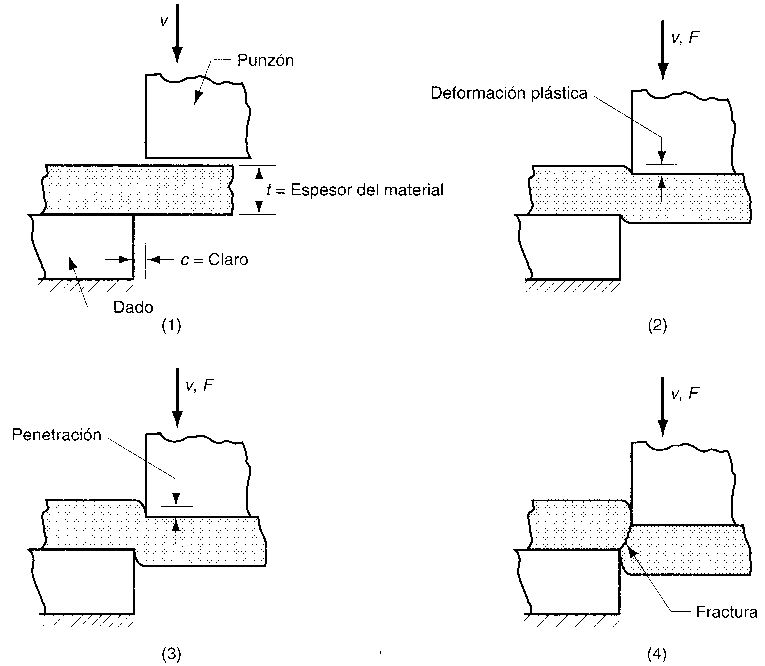 v
Punzón
t = Espesor del material
c = Claro
Dado
(1)
v, F
Deformación plástica
(2)
v, F
Penetración
(3)
v, F
Fractura
(4)